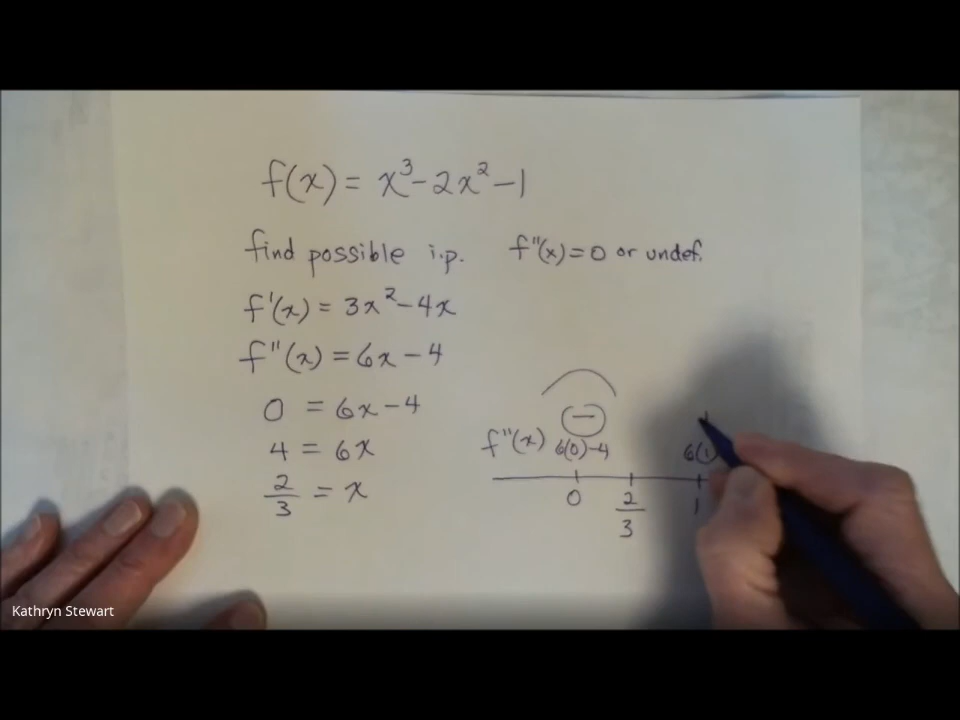 f(x) = x³-2x²-1
find possible i.p. f"(x)=0 or undef.
f'(x) = 3x²-4x
f"(x) = 6x-4
0 = 6x-4
4 = 6x
2/3 = x
−
f"(x) 6(0)-4 6(1)
0 2/3 1
Kathryn Stewart